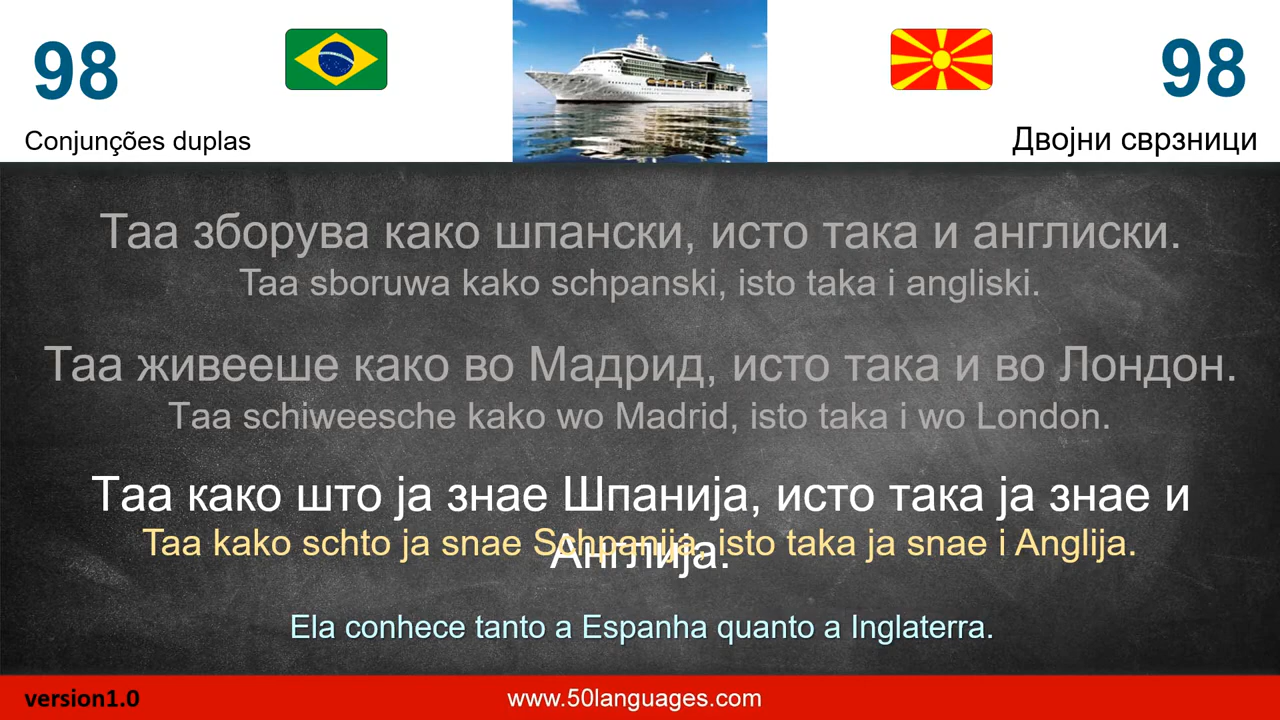 98
98
Conjunções duplas
Двојни сврзници
Таа зборува како шпански, исто така и англиски.
Taa sboruwa kako schpanski, isto taka i angliski.
Таа живееше како во Мадрид, исто така и во Лондон.
Taa schiweesche kako wo Madrid, isto taka i wo London.
Таа како што ја знае Шпанија, исто така ја знае и
Англија.
Taa kako schto ja snae Schpanija, isto taka ja snae i Anglija.
Ela conhece tanto a Espanha quanto a Inglaterra.
version1.0
www.50languages.com